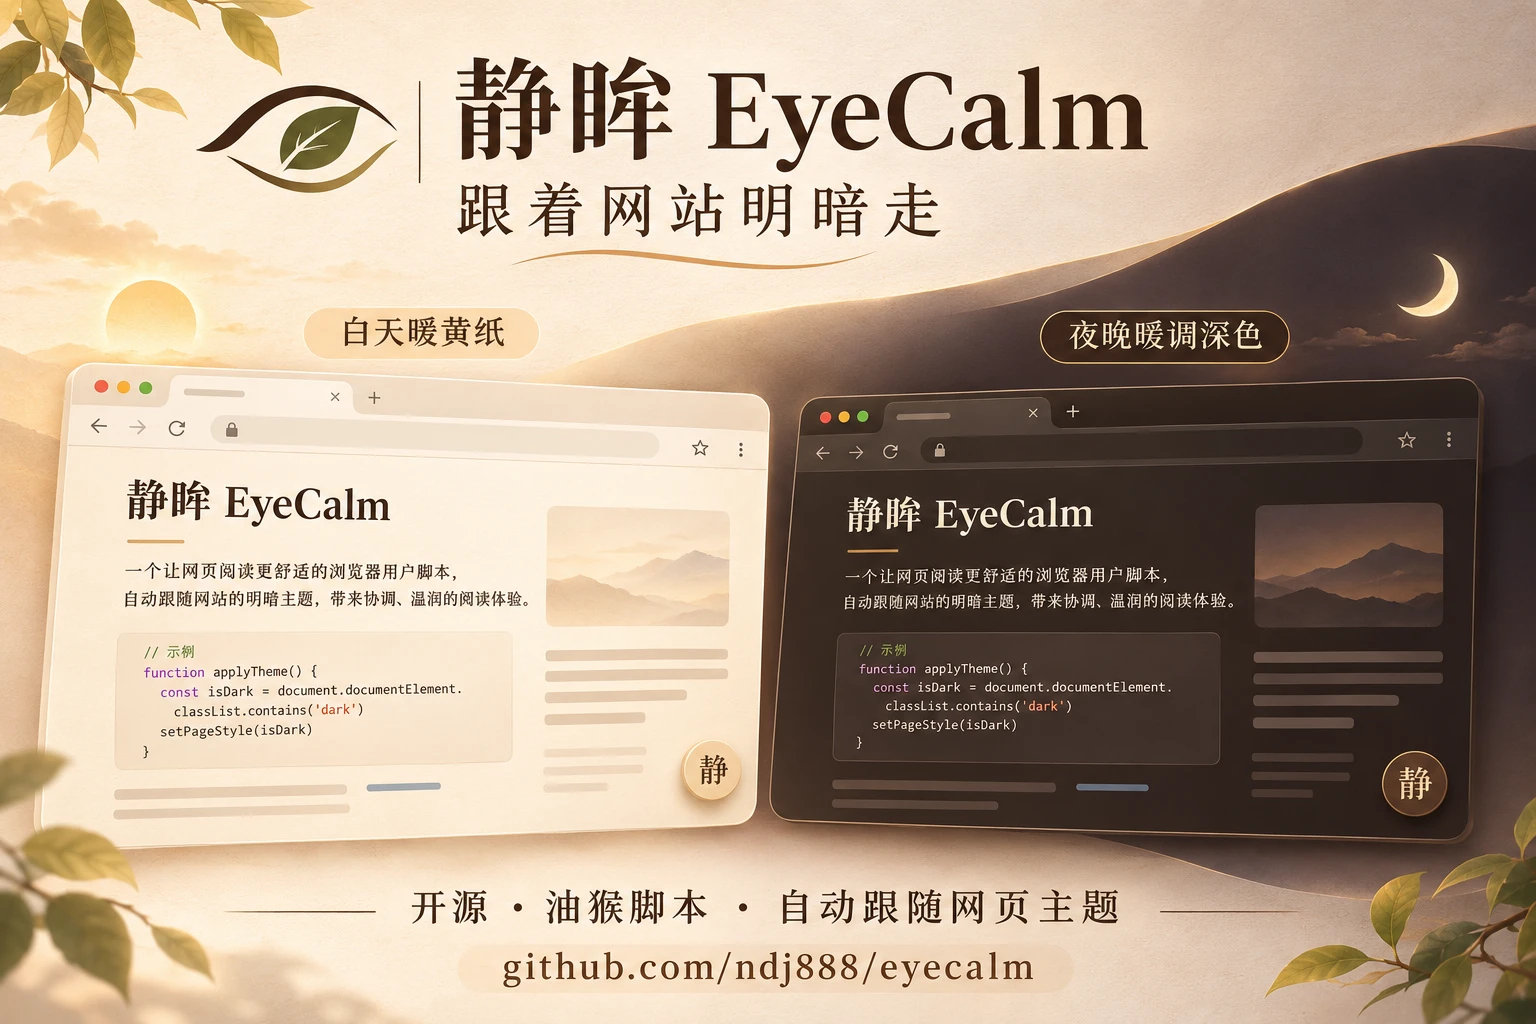 静眸 EyeCalm
跟着网站明暗走
白天暖黄纸
静眸 EyeCalm
一个让网页阅读更舒适的浏览器用户脚本，
自动跟随网站的明暗主题，带来协调、温润的阅读体验。
// 示例
function applyTheme() {
const isDark = document.documentElement.
classList.contains('dark')
setPageStyle(isDark)
}
静
夜晚暖调深色
静眸 EyeCalm
一个让网页阅读更舒适的浏览器用户脚本，
自动跟随网站的明暗主题，带来协调、温润的阅读体验。
// 示例
function applyTheme() {
const isDark = document.documentElement.
classList.contains('dark')
setPageStyle(isDark)
}
静
开源 · 油猴脚本 · 自动跟随网页主题
github.com/ndj888/eyecalm